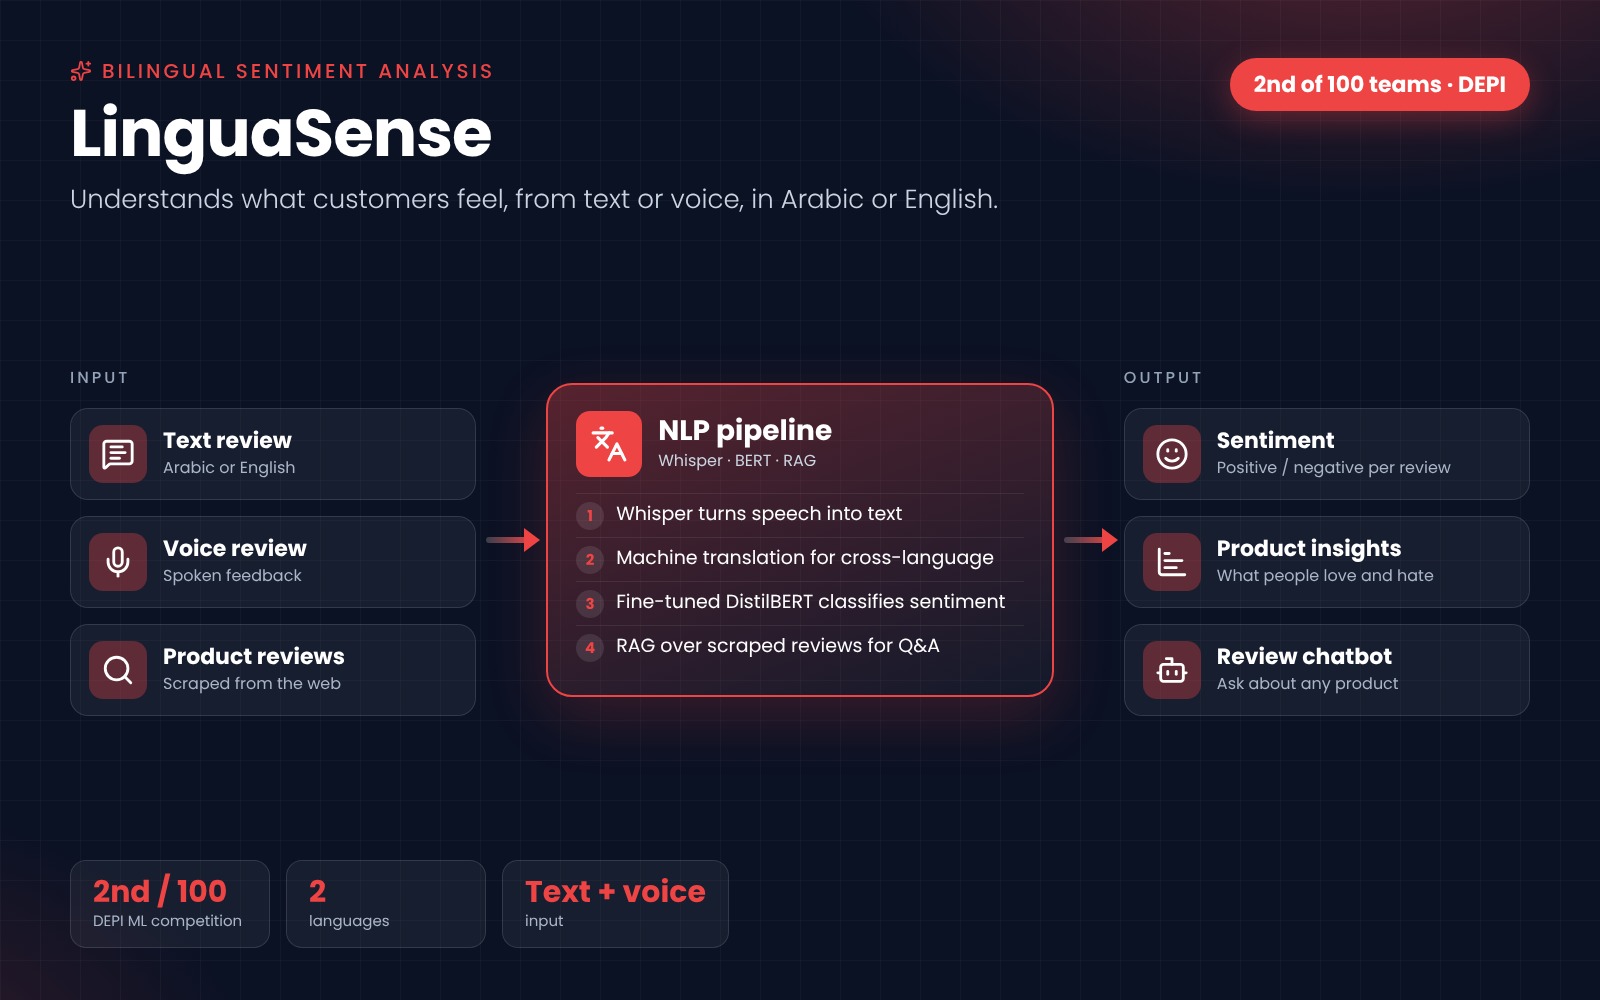 BILINGUAL SENTIMENT ANALYSIS
LinguaSense
Understands what customers feel, from text or voice, in Arabic or English.
2nd of 100 teams · DEPI
INPUT
Text review
Arabic or English
Voice review
Spoken feedback
Product reviews
Scraped from the web
NLP pipeline
Whisper · BERT · RAG
1 Whisper turns speech into text
2 Machine translation for cross-language
3 Fine-tuned DistilBERT classifies sentiment
4 RAG over scraped reviews for Q&A
OUTPUT
Sentiment
Positive / negative per review
Product insights
What people love and hate
Review chatbot
Ask about any product
2nd / 100
DEPI ML competition
2
languages
Text + voice
input